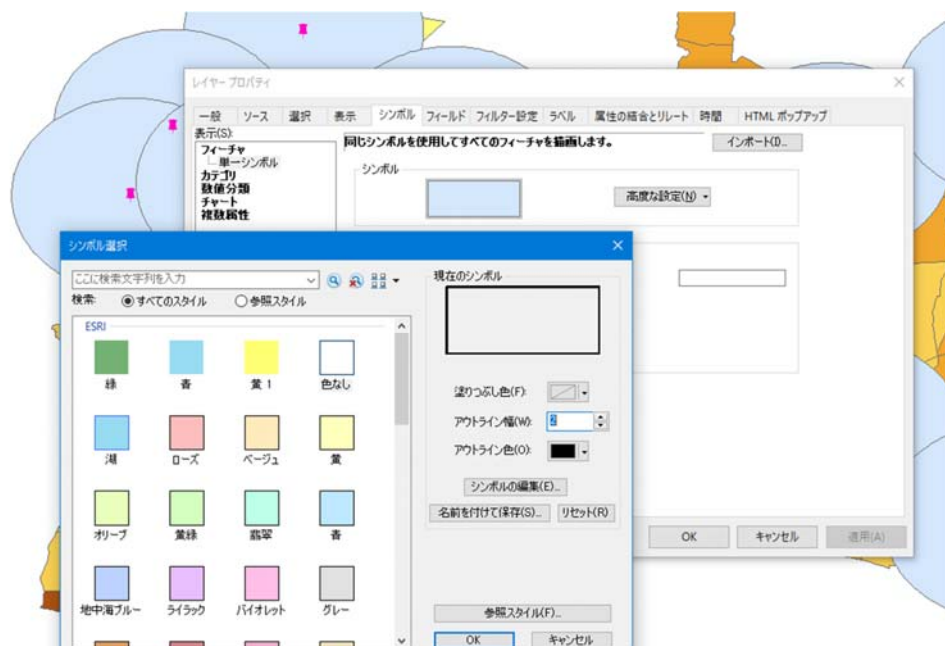 レイヤー プロパティ
一般 ソース 選択 表示 シンボル フィールド フィルター設定 ラベル 属性の結合とリレート 時間 HTML ポップアップ
表示(S):
フィーチャ
単一シンボル
カテゴリ
数値分類
チャート
複数属性
同じシンボルを使用してすべてのフィーチャを描画します。
インポート(I)...
シンボル
高度な設定(N)
OK キャンセル 適用(A)
シンボル選択
ここに検索文字列を入力
検索: すべてのスタイル 参照スタイル
ESRI
緑 青 黄 1 色なし
湖 ローズ ベージュ 黄
オリーブ 黄緑 翡翠 青
地中海ブルー ライラック バイオレット グレー
現在のシンボル
塗りつぶし色(F):
アウトライン幅(W): 2
アウトライン色(O):
シンボルの編集(E)...
名前を付けて保存(S)... リセット(R)
参照スタイル(F)...
OK キャンセル